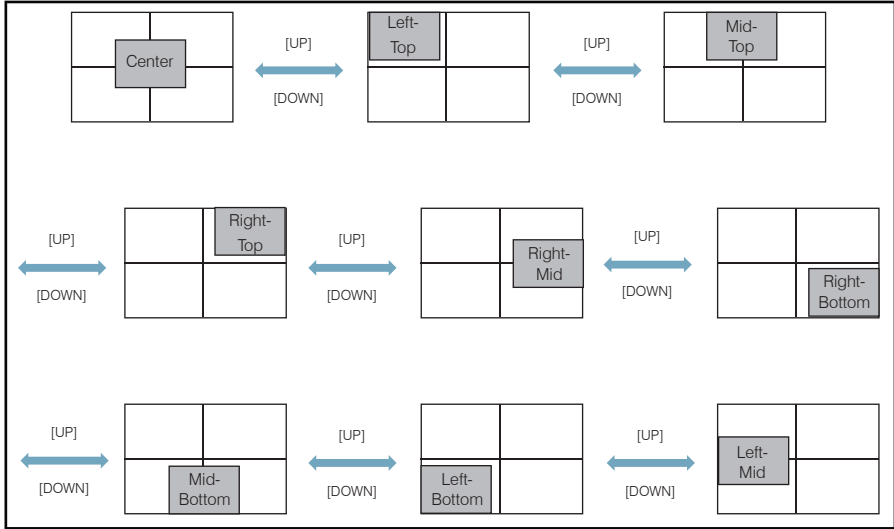 Center
[UP]
[DOWN]
Left-
Top
[UP]
[DOWN]
Mid-
Top
[UP]
[DOWN]
Right-
Top
[UP]
[DOWN]
Right-
Mid
[UP]
[DOWN]
Right-
Bottom
[UP]
[DOWN]
Mid-
Bottom
[UP]
[DOWN]
Left-
Bottom
[UP]
[DOWN]
Left-
Mid